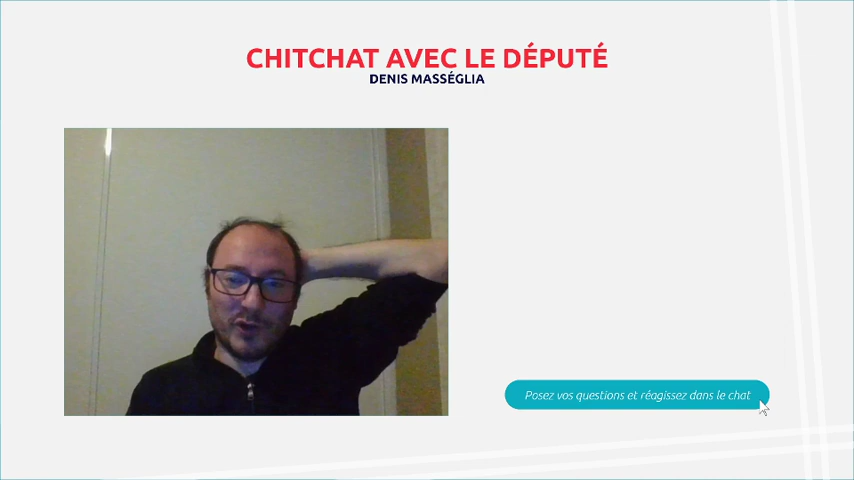 CHITCHAT AVEC LE DÉPUTÉ
DENIS MASSÉGLIA
Posez vos questions et réagissez dans le chat